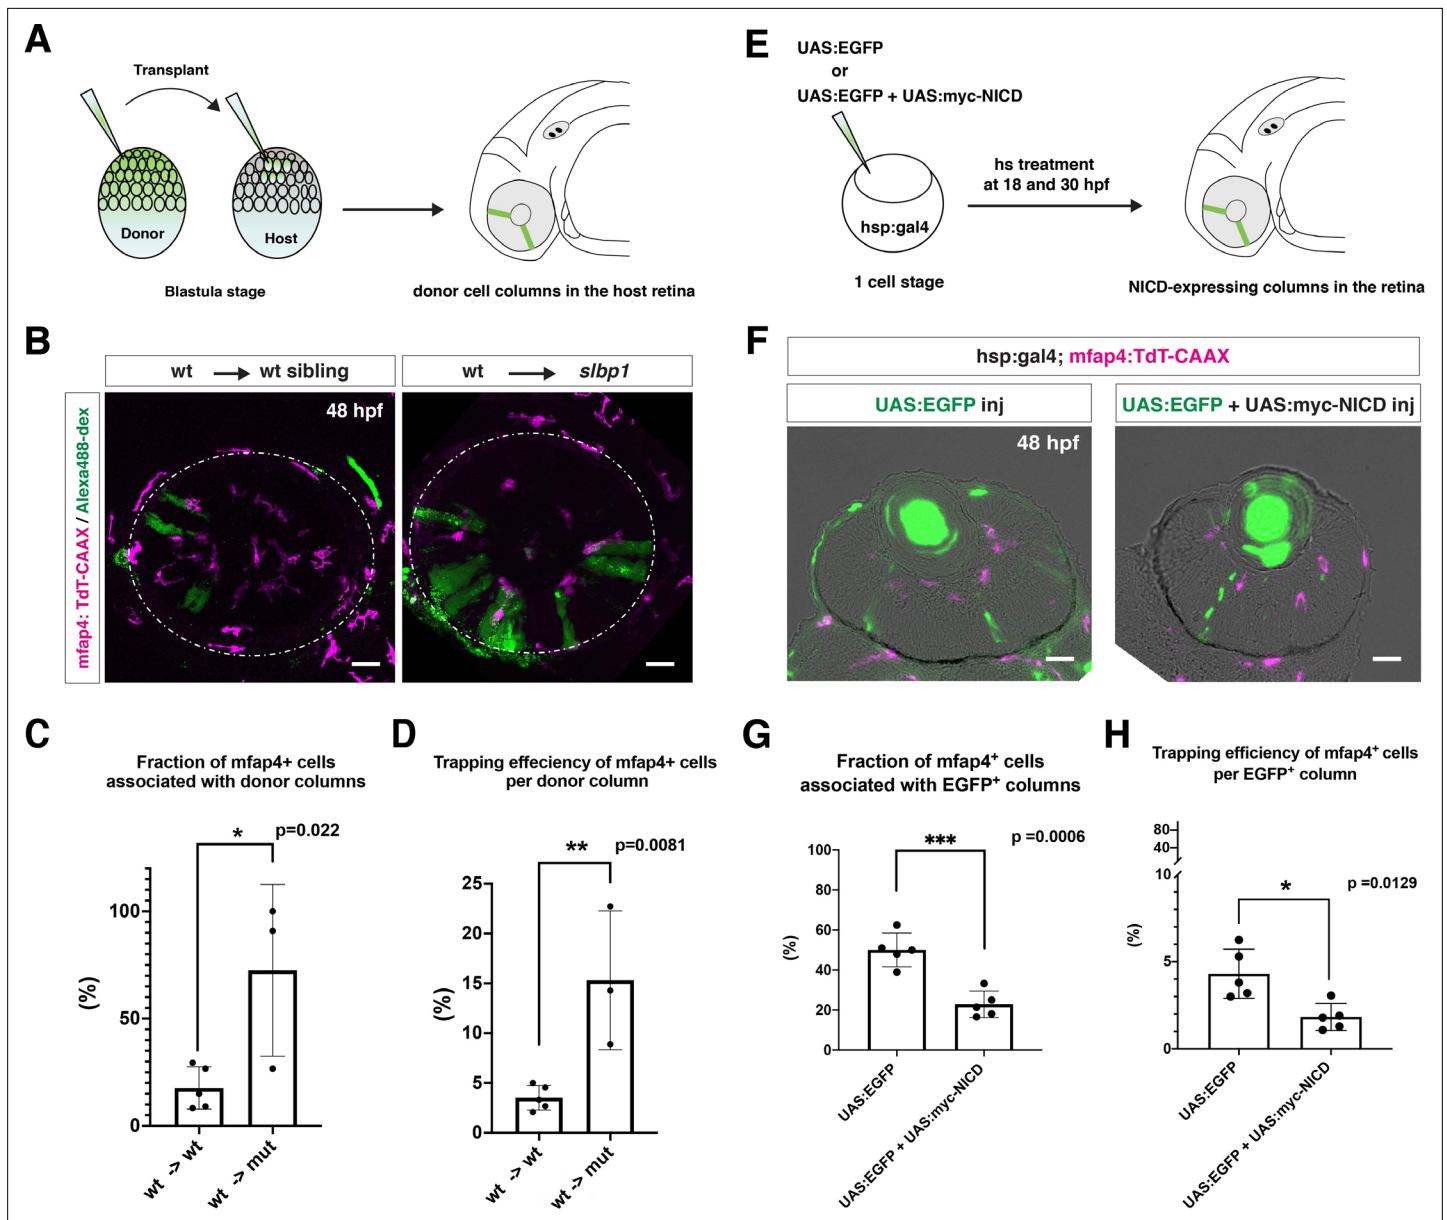 A
Transplant
Donor
Host
Blastula stage
donor cell columns in the host retina
B
wt → wt sibling
wt → slbp1
mfap4: TdT-CAAX / Alexa488-dex
48 hpf
C
Fraction of mfap4+ cells
associated with donor columns
*
p=0.022
(%)
100
50
0
wt -> wt
wt -> mut
D
Trapping effeciency of mfap4+ cells
per donor column
**
p=0.0081
(%)
25
20
15
10
5
0
wt -> wt
wt -> mut
E
UAS:EGFP
or
UAS:EGFP + UAS:myc-NICD
hsp:gal4
1 cell stage
hs treatment
at 18 and 30 hpf
NICD-expressing columns in the retina
F
hsp:gal4; mfap4:TdT-CAAX
UAS:EGFP inj
UAS:EGFP + UAS:myc-NICD inj
48 hpf
G
Fraction of mfap4⁺ cells
associated with EGFP⁺ columns
***
p =0.0006
(%)
100
80
60
40
20
0
UAS:EGFP
UAS:EGFP + UAS:myc-NICD
H
Trapping efficiency of mfap4⁺ cells
per EGFP⁺ column
*
p =0.0129
(%)
80
40
10
5
0
UAS:EGFP
UAS:EGFP + UAS:myc-NICD